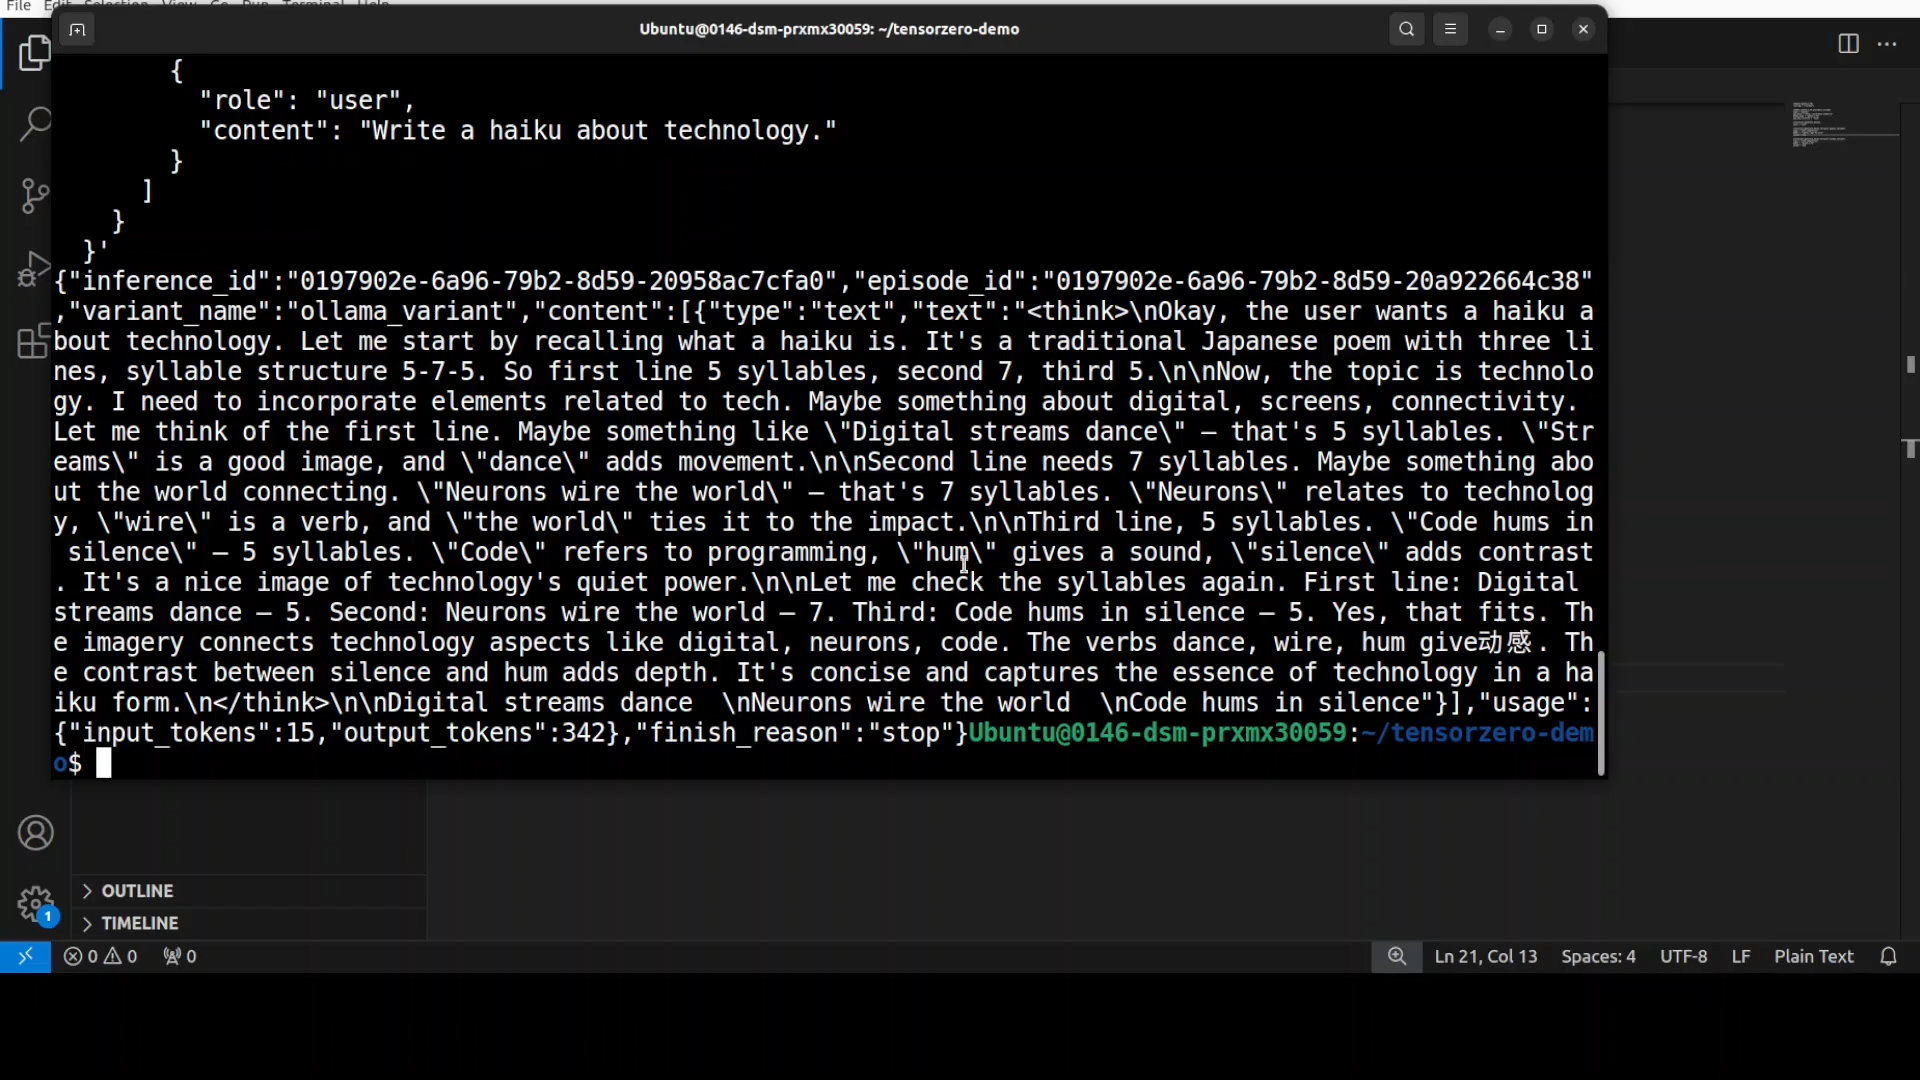 File Edit Selection View Go Run Terminal Help
Ubuntu@0146-dsm-prxmx30059: ~/tensorzero-demo
{
"role": "user",
"content": "Write a haiku about technology."
}
]
}
}'
{"inference_id":"0197902e-6a96-79b2-8d59-20958ac7cfa0","episode_id":"0197902e-6a96-79b2-8d59-20a922664c38"
,"variant_name":"ollama_variant","content":[{"type":"text","text":"<think>\nOkay, the user wants a haiku a
bout technology. Let me start by recalling what a haiku is. It's a traditional Japanese poem with three li
nes, syllable structure 5-7-5. So first line 5 syllables, second 7, third 5.\n\nNow, the topic is technolo
gy. I need to incorporate elements related to tech. Maybe something about digital, screens, connectivity.
Let me think of the first line. Maybe something like \"Digital streams dance\" – that's 5 syllables. \"Str
eams\" is a good image, and \"dance\" adds movement.\n\nSecond line needs 7 syllables. Maybe something abo
ut the world connecting. \"Neurons wire the world\" – that's 7 syllables. \"Neurons\" relates to technolog
y, \"wire\" is a verb, and \"the world\" ties it to the impact.\n\nThird line, 5 syllables. \"Code hums in
silence\" – 5 syllables. \"Code\" refers to programming, \"hum\" gives a sound, \"silence\" adds contrast
. It's a nice image of technology's quiet power.\n\nLet me check the syllables again. First line: Digital
streams dance – 5. Second: Neurons wire the world – 7. Third: Code hums in silence – 5. Yes, that fits. Th
e imagery connects technology aspects like digital, neurons, code. The verbs dance, wire, hum give动感. Th
e contrast between silence and hum adds depth. It's concise and captures the essence of technology in a ha
iku form.\n</think>\n\nDigital streams dance  \nNeurons wire the world  \nCode hums in silence"}],"usage":
{"input_tokens":15,"output_tokens":342},"finish_reason":"stop"}Ubuntu@0146-dsm-prxmx30059:~/tensorzero-dem
o$
OUTLINE
1
TIMELINE
0 0 0 Ln 21, Col 13 Spaces: 4 UTF-8 LF Plain Text